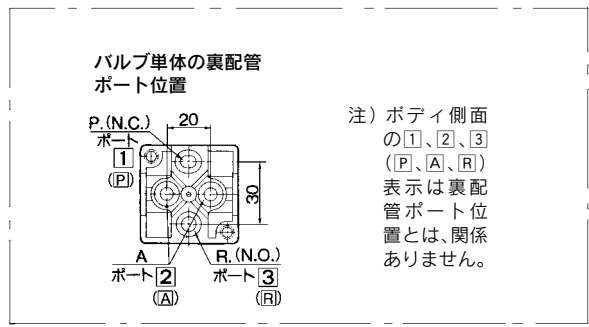 バルブ単体の裏配管
ポート位置
P.(N.C.)
ポート
1
(P)
20
30
A
ポート2
(A)
R.(N.O.)
ポート3
(R)
注) ボディ側面
の1、2、3
(P、A、R)
表示は裏配
管ポート位
置とは、関係
ありません。